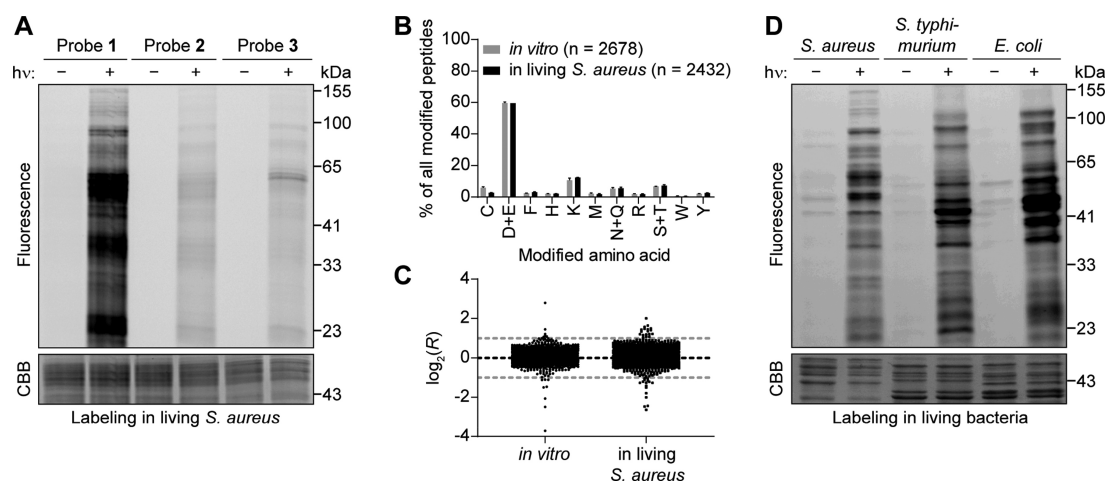 A
Probe 1 Probe 2 Probe 3
hν: – + – + – + kDa
155
100
65
41
33
23
Fluorescence
CBB
43
Labeling in living S. aureus
B
100
80
60
40
20
0
% of all modified peptides
in vitro (n = 2678)
in living S. aureus (n = 2432)
C D+E F H K M N+Q R S+T W Y
Modified amino acid
C
4
2
0
-2
-4
log2(R)
in vitro
in living
S. aureus
D
S. aureus
S. typhi-
murium
E. coli
hν: – + – + – + kDa
155
100
65
41
33
23
Fluorescence
CBB
43
Labeling in living bacteria